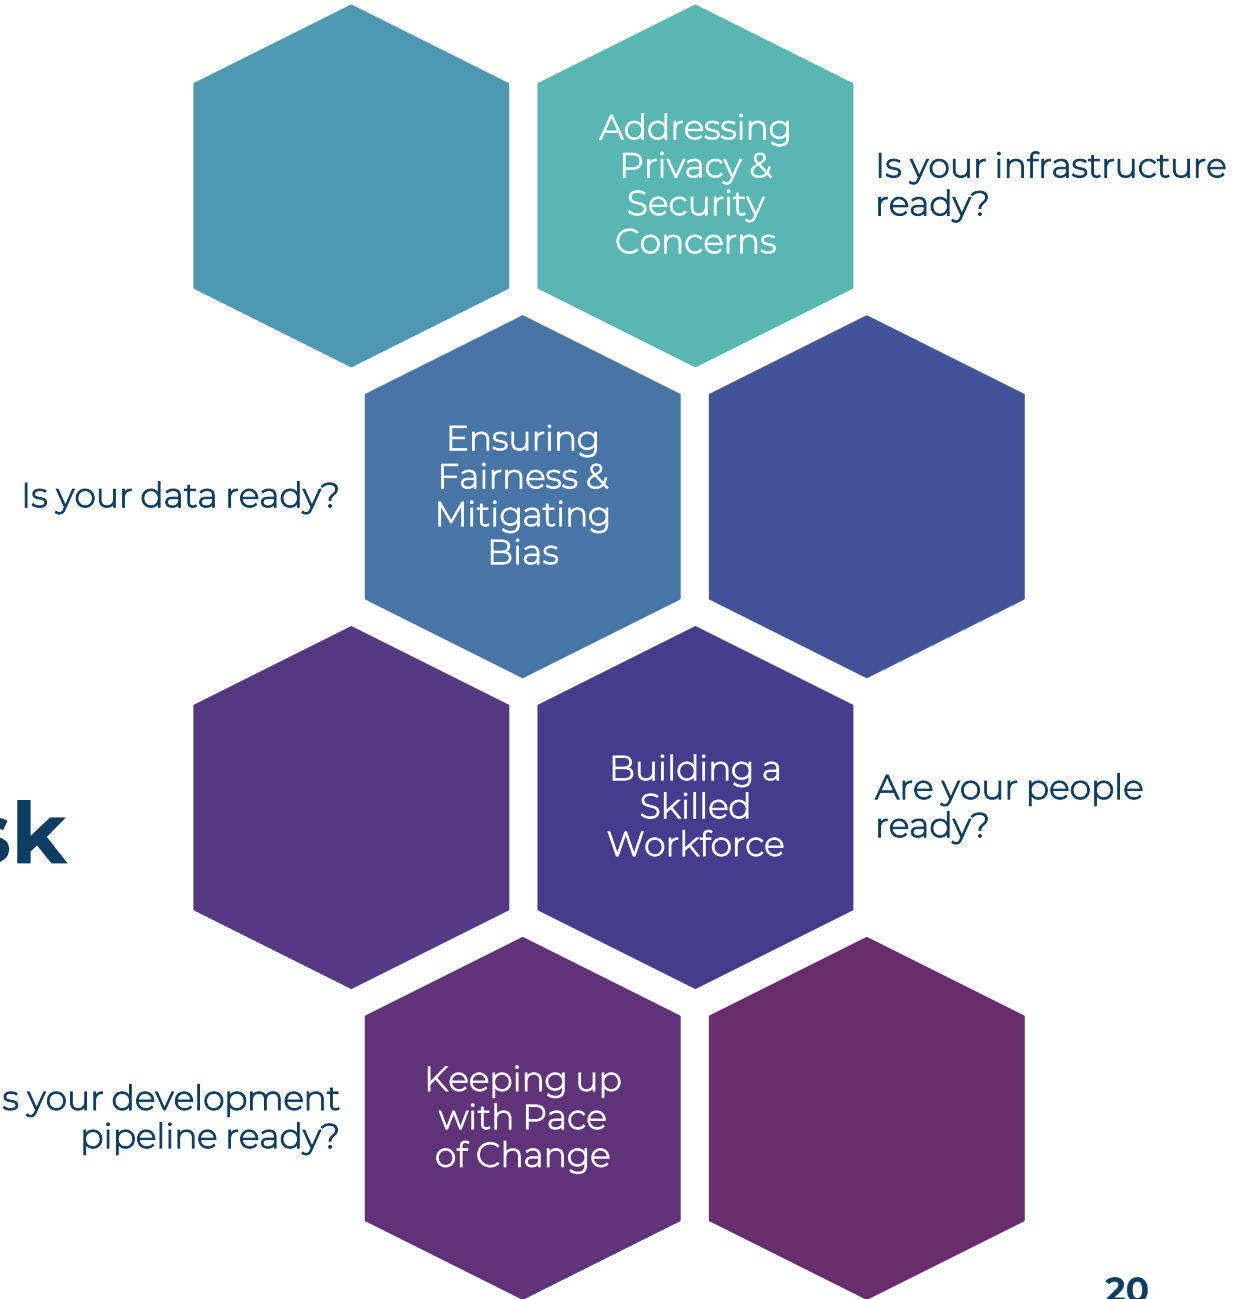 Addressing
Privacy &
Security
Concerns
Is your infrastructure
ready?
Is your data ready?
Ensuring
Fairness &
Mitigating
Bias
Building a
Skilled
Workforce
Are your people
ready?
sk
s your development
pipeline ready?
Keeping up
with Pace
of Change
20